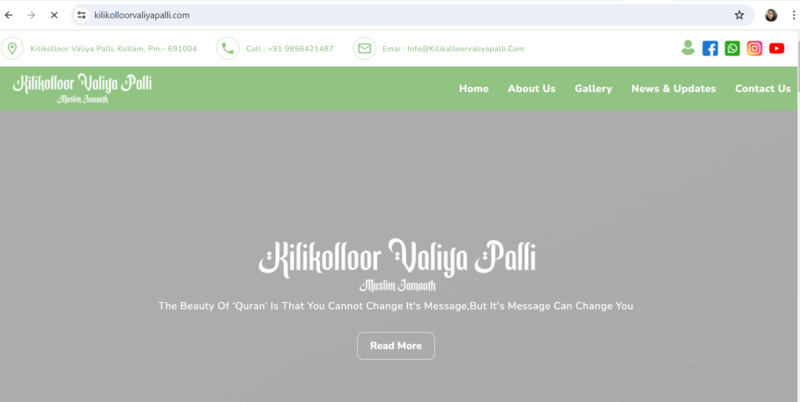 kilikolloorvaliyapalli.com
Kilikolloor Valiya Palli, Kollam, Pin:- 691004
Call : +91 9856421487
Emai : Info@Kilikalloorvaliyapalli.Com
Kilikolloor Valiya Palli
Muslim Jamaath
Home
About Us
Gallery
News & Updates
Contact Us
Kilikolloor Valiya Palli
Muslim Jamaath
The Beauty Of ‘Quran’ Is That You Cannot Change It's Message,But It's Message Can Change You
Read More